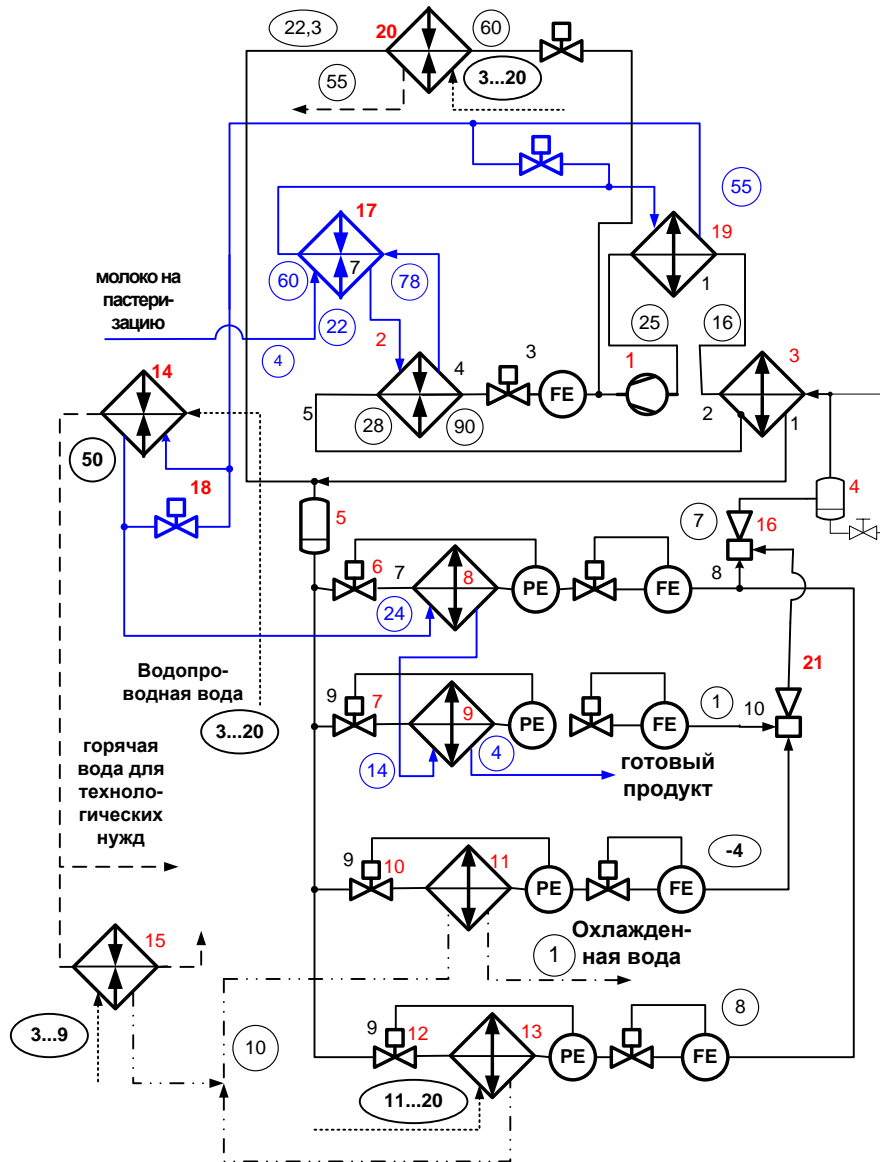 22,3
20
60
55
3...20
55
17
19
7
1
60
78
молоко на
пастери-
зацию
22
25
16
4
2
3
1
3
14
4
FE
5
28
90
2
1
50
18
5
4
7
16
6
7
8
PE
FE
8
24
Водопро-
водная вода
21
9
7
9
PE
FE
1
10
3...20
14
4
готовый
продукт
горячая
вода для
техноло-
гических
нужд
9
10
11
PE
FE
-4
15
Охлажден-
ная вода
1
3...9
10
9
12
13
PE
FE
8
11...20